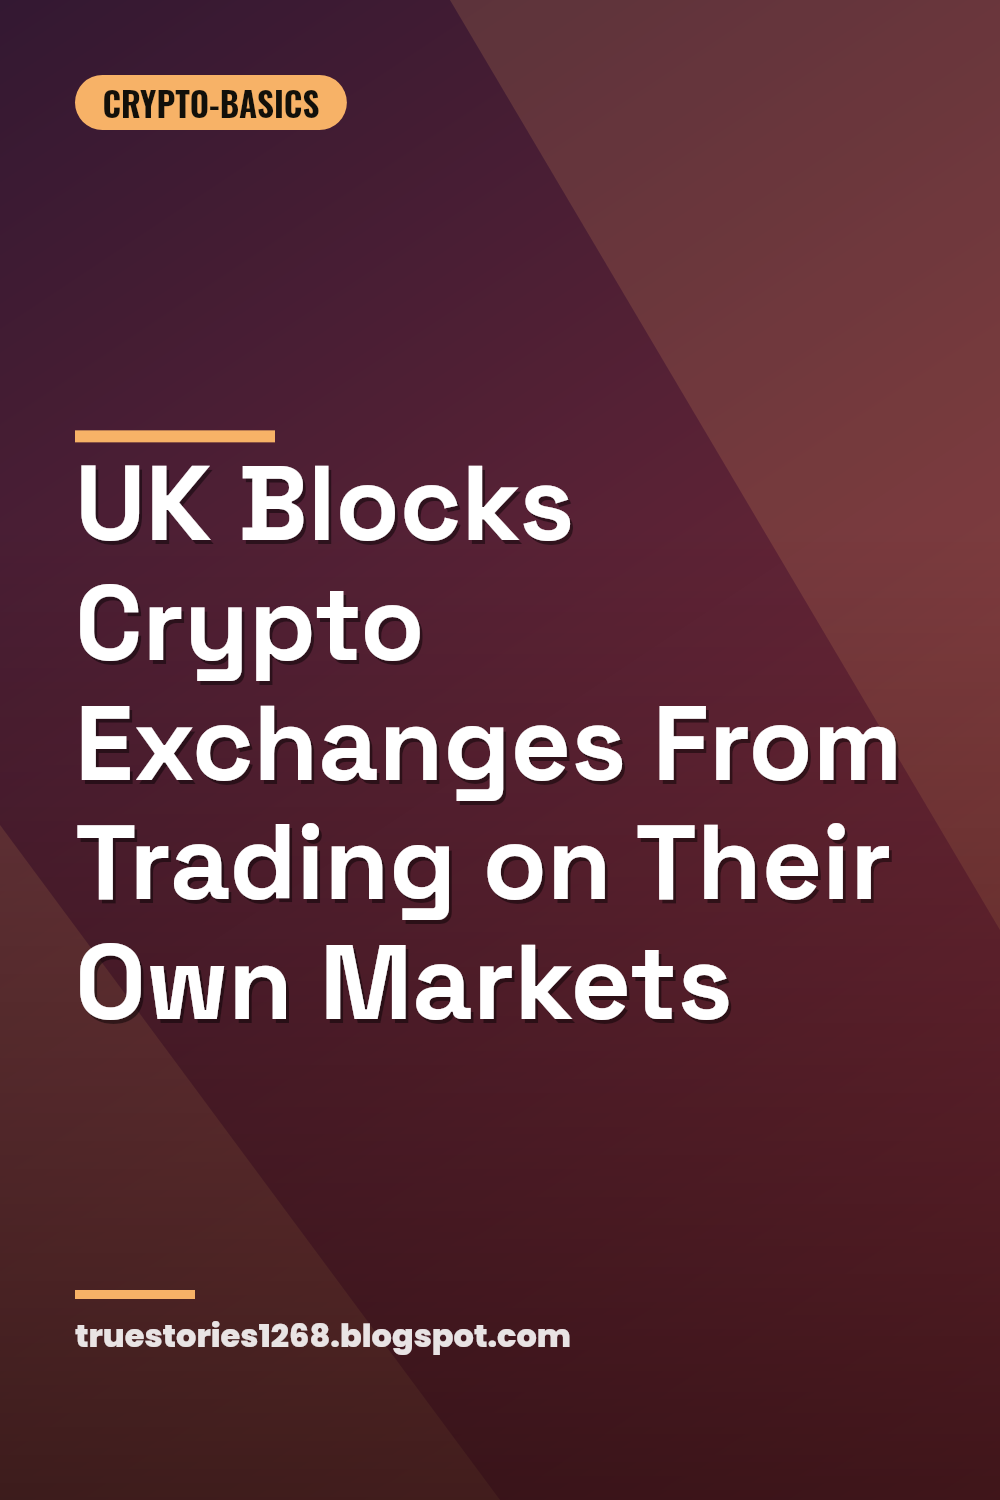 CRYPTO-BASICS
UK Blocks
Crypto
Exchanges From
Trading on Their
Own Markets
truestories1268.blogspot.com